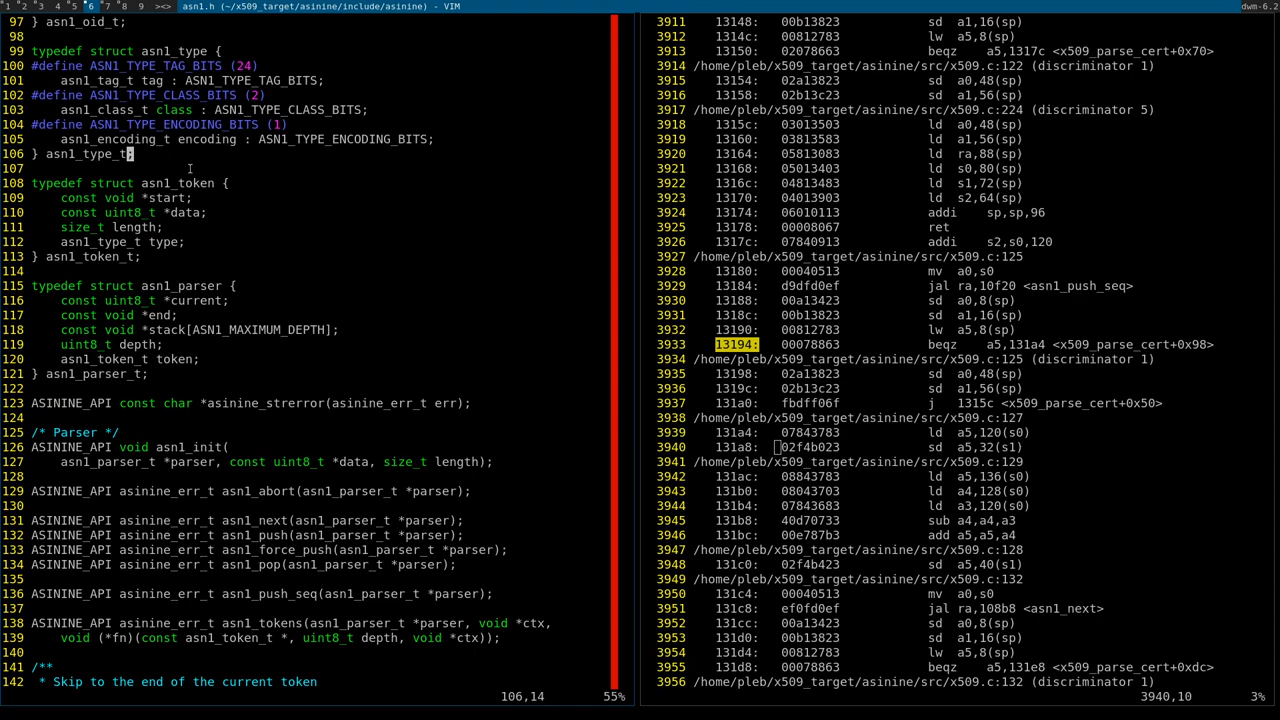 1 2 3 4 5 6 7 8 9 ><> asn1.h (~/x509_target/asinine/include/asinine) - VIM dwm-6.2
97 } asn1_oid_t;
98
99 typedef struct asn1_type {
100 #define ASN1_TYPE_TAG_BITS (24)
101     asn1_tag_t tag : ASN1_TYPE_TAG_BITS;
102 #define ASN1_TYPE_CLASS_BITS (2)
103     asn1_class_t class : ASN1_TYPE_CLASS_BITS;
104 #define ASN1_TYPE_ENCODING_BITS (1)
105     asn1_encoding_t encoding : ASN1_TYPE_ENCODING_BITS;
106 } asn1_type_t;
107
108 typedef struct asn1_token {
109     const void *start;
110     const uint8_t *data;
111     size_t length;
112     asn1_type_t type;
113 } asn1_token_t;
114
115 typedef struct asn1_parser {
116     const uint8_t *current;
117     const void *end;
118     const void *stack[ASN1_MAXIMUM_DEPTH];
119     uint8_t depth;
120     asn1_token_t token;
121 } asn1_parser_t;
122
123 ASININE_API const char *asinine_strerror(asinine_err_t err);
124
125 /* Parser */
126 ASININE_API void asn1_init(
127     asn1_parser_t *parser, const uint8_t *data, size_t length);
128
129 ASININE_API asinine_err_t asn1_abort(asn1_parser_t *parser);
130
131 ASININE_API asinine_err_t asn1_next(asn1_parser_t *parser);
132 ASININE_API asinine_err_t asn1_push(asn1_parser_t *parser);
133 ASININE_API asinine_err_t asn1_force_push(asn1_parser_t *parser);
134 ASININE_API asinine_err_t asn1_pop(asn1_parser_t *parser);
135
136 ASININE_API asinine_err_t asn1_push_seq(asn1_parser_t *parser);
137
138 ASININE_API asinine_err_t asn1_tokens(asn1_parser_t *parser, void *ctx,
139     void (*fn)(const asn1_token_t *, uint8_t depth, void *ctx));
140
141 /**
142  * Skip to the end of the current token
106,14 55%
3911 13148: 00b13823 sd a1,16(sp)
3912 1314c: 00812783 lw a5,8(sp)
3913 13150: 02078663 beqz a5,1317c <x509_parse_cert+0x70>
3914 /home/pleb/x509_target/asinine/src/x509.c:122 (discriminator 1)
3915 13154: 02a13823 sd a0,48(sp)
3916 13158: 02b13c23 sd a1,56(sp)
3917 /home/pleb/x509_target/asinine/src/x509.c:224 (discriminator 5)
3918 1315c: 03013503 ld a0,48(sp)
3919 13160: 03813583 ld a1,56(sp)
3920 13164: 05813083 ld ra,88(sp)
3921 13168: 05013403 ld s0,80(sp)
3922 1316c: 04813483 ld s1,72(sp)
3923 13170: 04013903 ld s2,64(sp)
3924 13174: 06010113 addi sp,sp,96
3925 13178: 00008067 ret
3926 1317c: 07840913 addi s2,s0,120
3927 /home/pleb/x509_target/asinine/src/x509.c:125
3928 13180: 00040513 mv a0,s0
3929 13184: d9dfd0ef jal ra,10f20 <asn1_push_seq>
3930 13188: 00a13423 sd a0,8(sp)
3931 1318c: 00b13823 sd a1,16(sp)
3932 13190: 00812783 lw a5,8(sp)
3933 13194: 00078863 beqz a5,131a4 <x509_parse_cert+0x98>
3934 /home/pleb/x509_target/asinine/src/x509.c:125 (discriminator 1)
3935 13198: 02a13823 sd a0,48(sp)
3936 1319c: 02b13c23 sd a1,56(sp)
3937 131a0: fbdff06f j 1315c <x509_parse_cert+0x50>
3938 /home/pleb/x509_target/asinine/src/x509.c:127
3939 131a4: 07843783 ld a5,120(s0)
3940 131a8: 02f4b023 sd a5,32(s1)
3941 /home/pleb/x509_target/asinine/src/x509.c:129
3942 131ac: 08843783 ld a5,136(s0)
3943 131b0: 08043703 ld a4,128(s0)
3944 131b4: 07843683 ld a3,120(s0)
3945 131b8: 40d70733 sub a4,a4,a3
3946 131bc: 00e787b3 add a5,a5,a4
3947 /home/pleb/x509_target/asinine/src/x509.c:128
3948 131c0: 02f4b423 sd a5,40(s1)
3949 /home/pleb/x509_target/asinine/src/x509.c:132
3950 131c4: 00040513 mv a0,s0
3951 131c8: ef0fd0ef jal ra,108b8 <asn1_next>
3952 131cc: 00a13423 sd a0,8(sp)
3953 131d0: 00b13823 sd a1,16(sp)
3954 131d4: 00812783 lw a5,8(sp)
3955 131d8: 00078863 beqz a5,131e8 <x509_parse_cert+0xdc>
3956 /home/pleb/x509_target/asinine/src/x509.c:132 (discriminator 1)
3940,10 3%